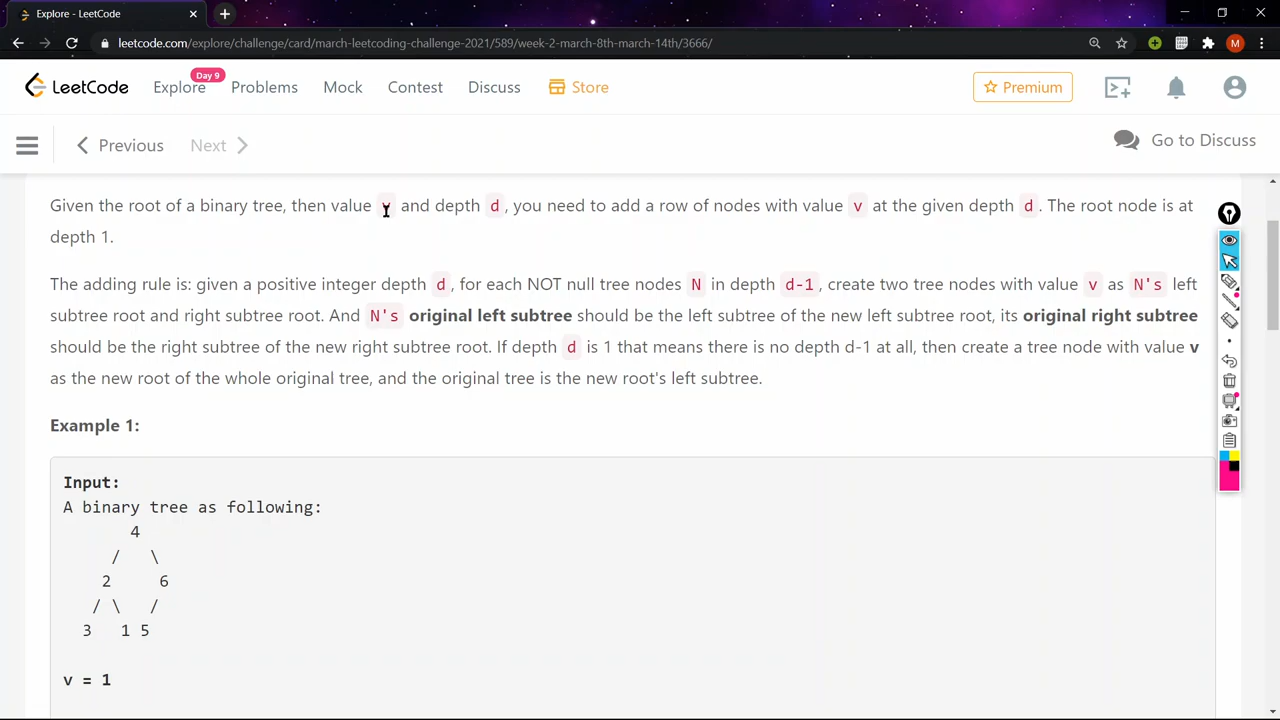 Explore - LeetCode
leetcode.com/explore/challenge/card/march-leetcoding-challenge-2021/589/week-2-march-8th-march-14th/3666/
M
LeetCode Explore Day 9 Problems Mock Contest Discuss Store Premium
Previous Next Go to Discuss
Given the root of a binary tree, then value v and depth d, you need to add a row of nodes with value v at the given depth d. The root node is at
depth 1.
The adding rule is: given a positive integer depth d, for each NOT null tree nodes N in depth d-1, create two tree nodes with value v as N's left
subtree root and right subtree root. And N's original left subtree should be the left subtree of the new left subtree root, its original right subtree
should be the right subtree of the new right subtree root. If depth d is 1 that means there is no depth d-1 at all, then create a tree node with value v
as the new root of the whole original tree, and the original tree is the new root's left subtree.
Example 1:
Input:
A binary tree as following:
4
/ \
2 6
/ \ /
3 1 5
v = 1